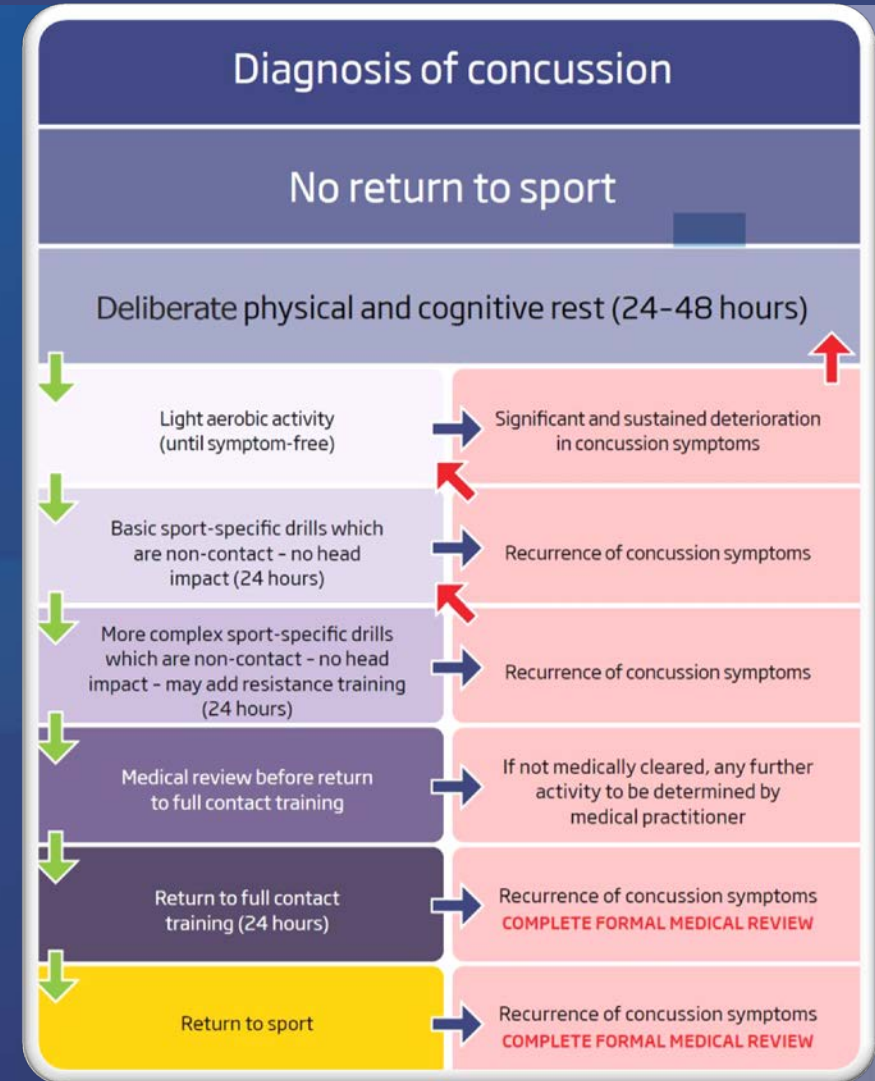 Diagnosis of concussion
No return to sport
Deliberate physical and cognitive rest (24–48 hours)
Light aerobic activity
(until symptom-free)
Significant and sustained deterioration
in concussion symptoms
Basic sport-specific drills which
are non-contact – no head
impact (24 hours)
Recurrence of concussion symptoms
More complex sport-specific drills
which are non-contact – no head
impact – may add resistance training
(24 hours)
Recurrence of concussion symptoms
Medical review before return
to full contact training
If not medically cleared, any further
activity to be determined by
medical practitioner
Return to full contact
training (24 hours)
Recurrence of concussion symptoms
COMPLETE FORMAL MEDICAL REVIEW
Return to sport
Recurrence of concussion symptoms
COMPLETE FORMAL MEDICAL REVIEW